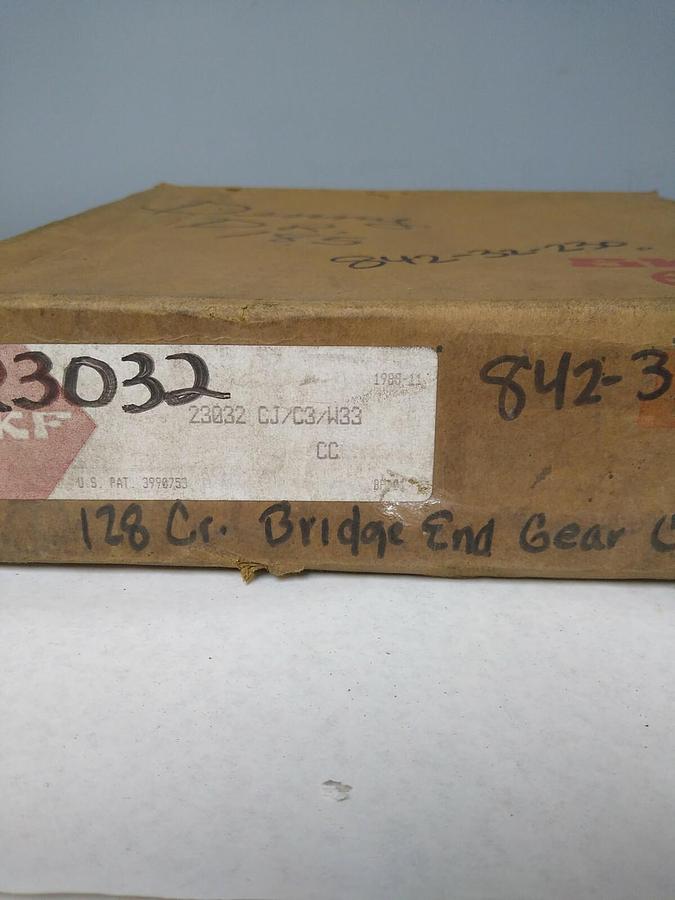 842-32-230.
23032
1988-11
842-3
KF
23032 CJ/C3/W33
CC
U.S. PAT. 3990753
128 Cr. Bridge End Gear C